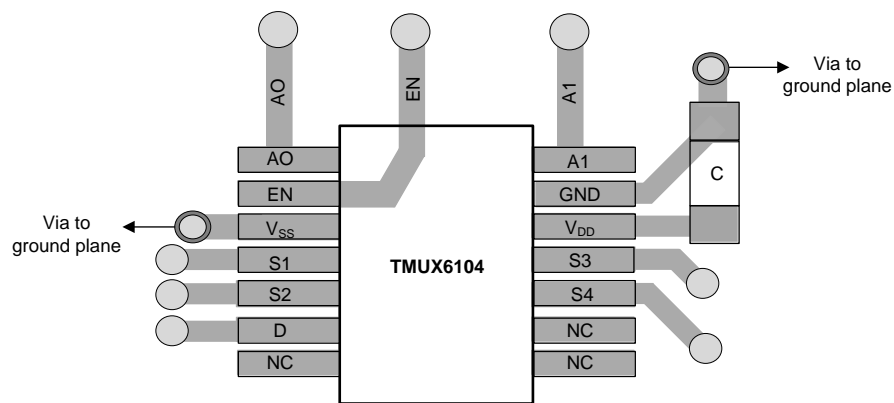 AO
EN
A1
Via to
ground plane
AO
A1
C
EN
GND
Via to
ground plane
VSS
VDD
S1
TMUX6104
S3
S2
S4
D
NC
NC
NC